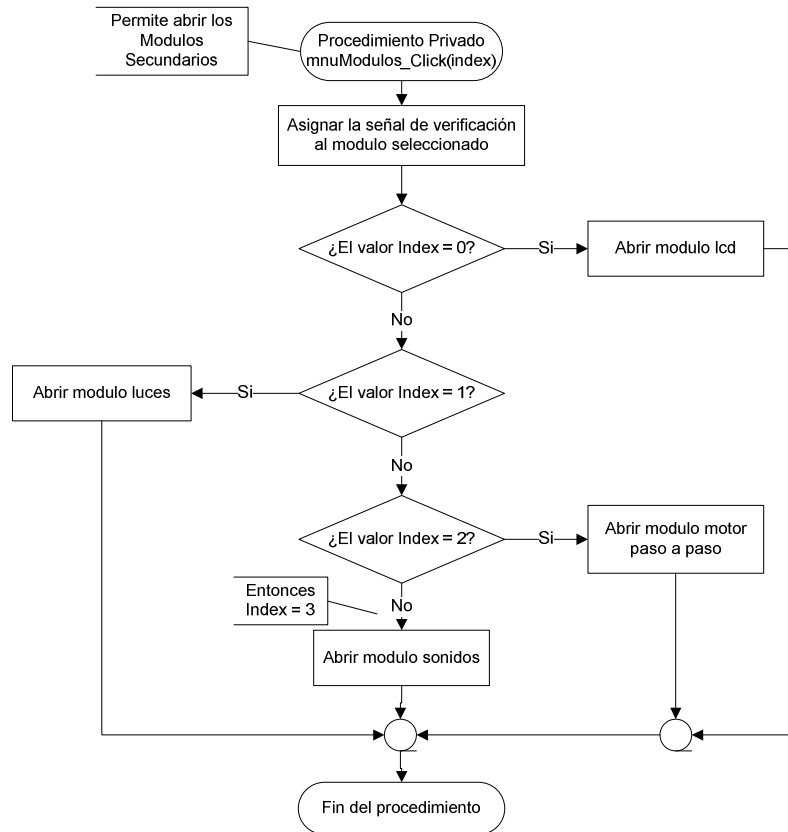 Permite abrir los
Modulos
Secundarios
Procedimiento Privado
mnuModulos_Click(index)
Asignar la señal de verificación
al modulo seleccionado
¿El valor Index = 0?
Si
Abrir modulo lcd
No
Abrir modulo luces
Si
¿El valor Index = 1?
No
¿El valor Index = 2?
Si
Abrir modulo motor
paso a paso
Entonces
Index = 3
No
Abrir modulo sonidos
Fin del procedimiento